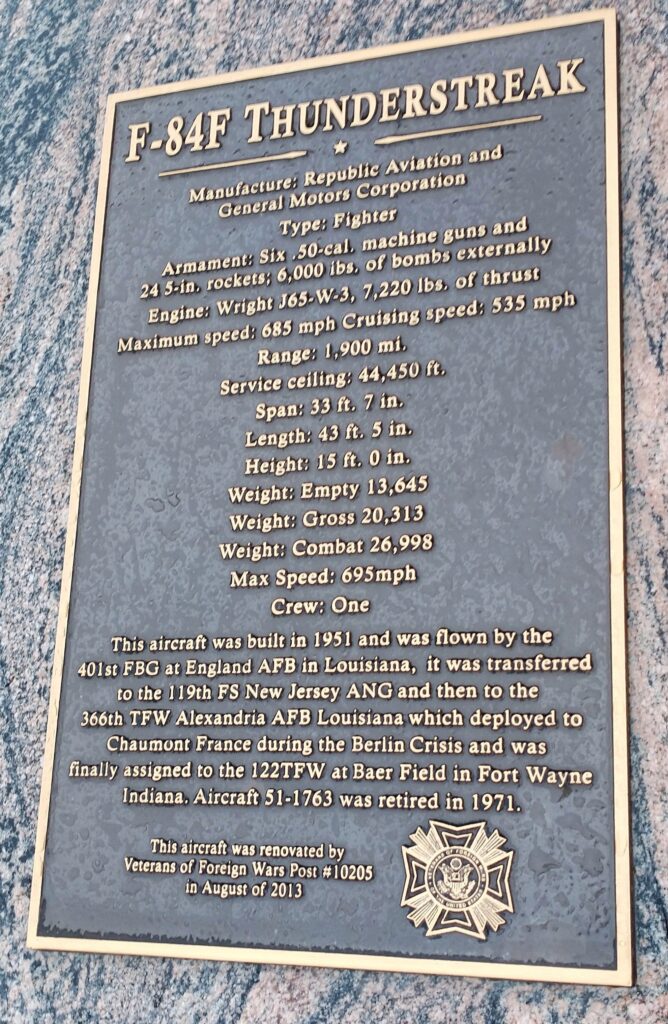 F-84F THUNDERSTREAK
Manufacture: Republic Aviation and
General Motors Corporation
Type: Fighter
Armament: Six .50-cal. machine guns and
24 5-in. rockets; 6,000 lbs. of bombs externally
Engine: Wright J65-W-3, 7,220 lbs. of thrust
Maximum speed: 685 mph Cruising speed: 535 mph
Range: 1,900 mi.
Service ceiling: 44,450 ft.
Span: 33 ft. 7 in.
Length: 43 ft. 5 in.
Height: 15 ft. 0 in.
Weight: Empty 13,645
Weight: Gross 20,313
Weight: Combat 26,998
Max Speed: 695mph
Crew: One
This aircraft was built in 1951 and was flown by the
401st FBG at England AFB in Louisiana, it was transferred
to the 119th FS New Jersey ANG and then to the
366th TFW Alexandria AFB Louisiana which deployed to
Chaumont France during the Berlin Crisis and was
finally assigned to the 122TFW at Baer Field in Fort Wayne
Indiana. Aircraft 51-1763 was retired in 1971.
This aircraft was renovated by
Veterans of Foreign Wars Post #10205
in August of 2013
VETERANS OF FOREIGN WARS
OF THE UNITED STATES